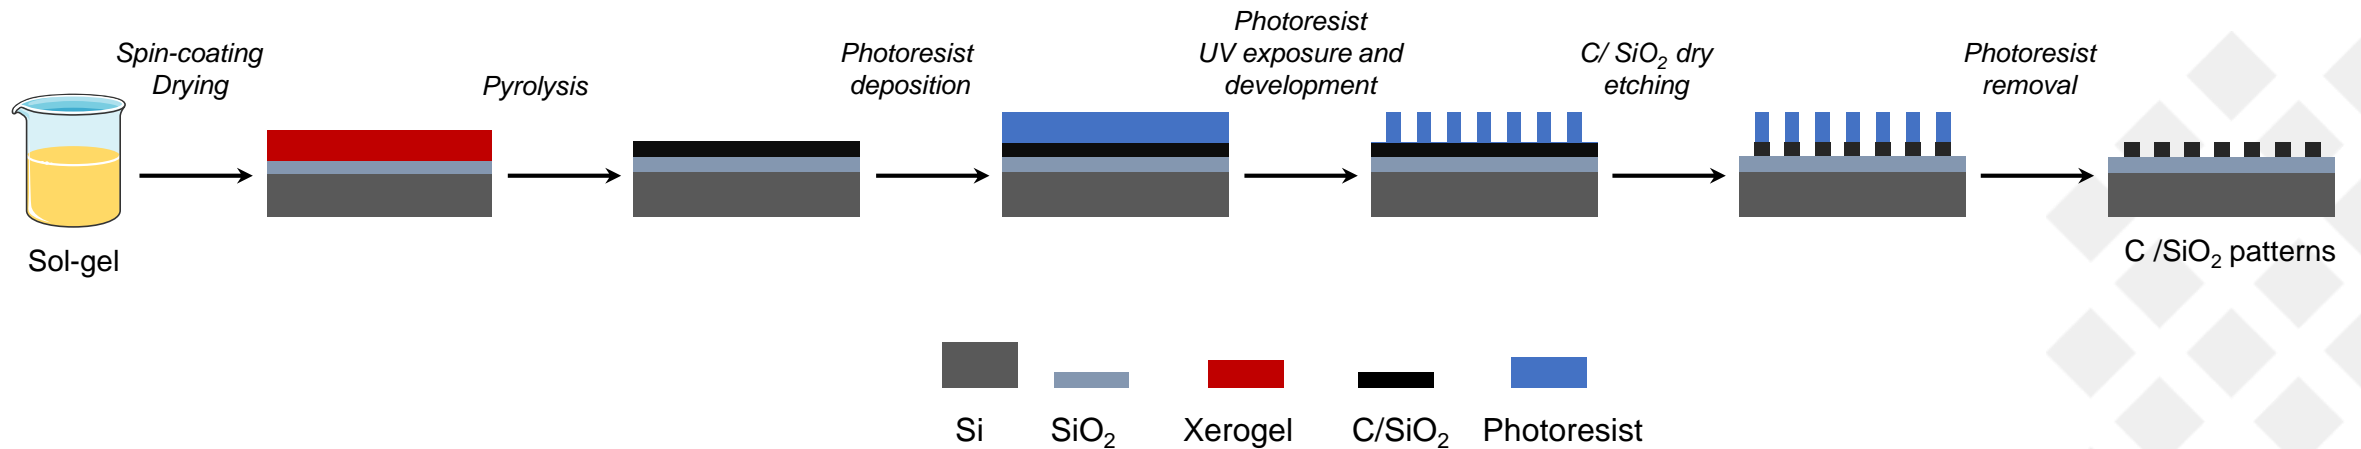 Spin-coating
Drying
Pyrolysis
Photoresist
deposition
Photoresist
UV exposure and
development
C/ SiO₂ dry
etching
Photoresist
removal
Sol-gel
C /SiO₂ patterns
Si
SiO₂
Xerogel
C/SiO₂
Photoresist